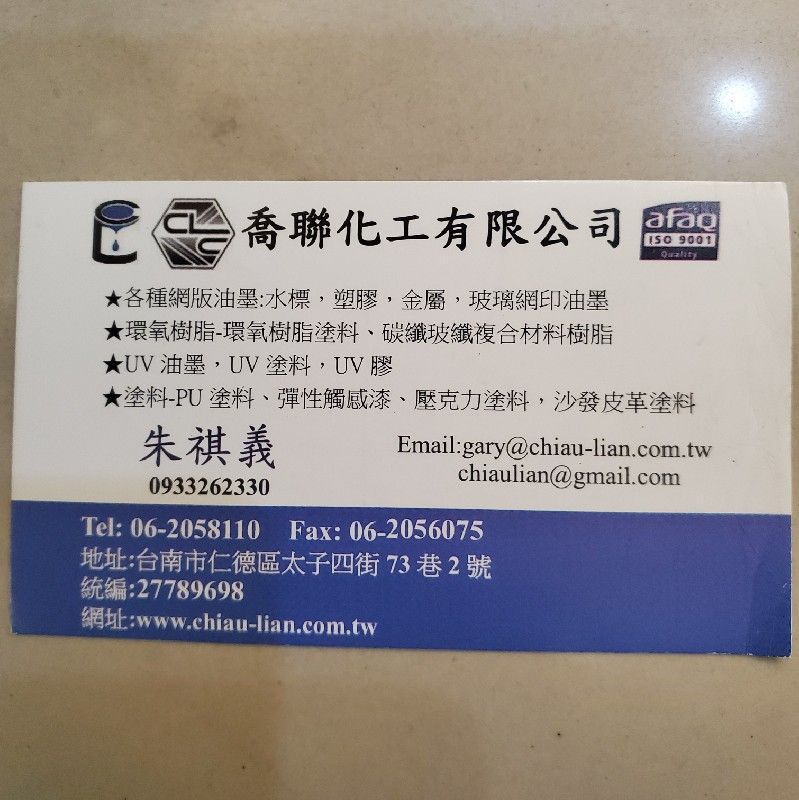 CLC
喬聯化工有限公司
afaq
ISO 9001
Quality
★各種網版油墨:水標，塑膠，金屬，玻璃網印油墨
★環氧樹脂-環氧樹脂塗料、碳纖玻纖複合材料樹脂
★UV 油墨，UV 塗料，UV 膠
★塗料-PU 塗料、彈性觸感漆、壓克力塗料，沙發皮革塗料
朱祺義
0933262330
Email:gary@chiau-lian.com.tw
chiaulian@gmail.com
Tel: 06-2058110 Fax: 06-2056075
地址:台南市仁德區太子四街 73 巷 2 號
統編:27789698
網址:www.chiau-lian.com.tw